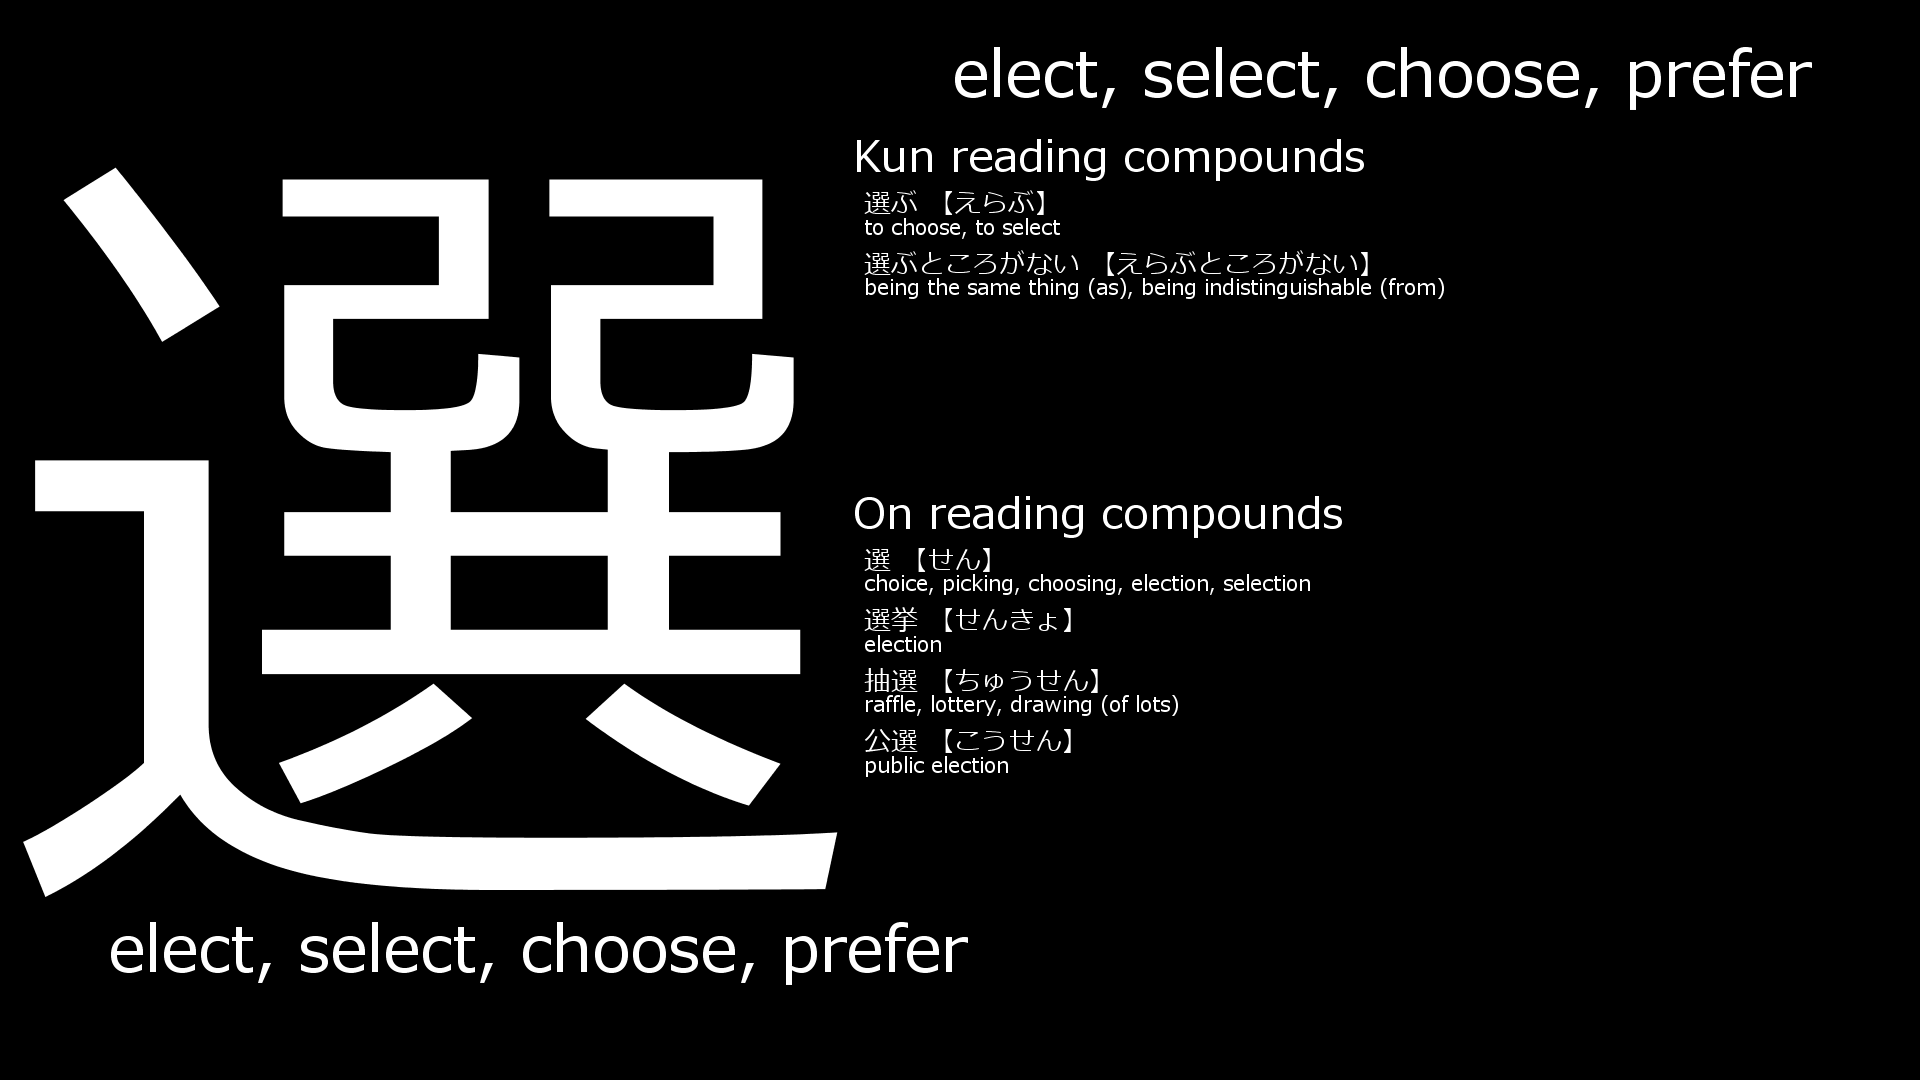 elect, select, choose, prefer
選
Kun reading compounds
選ぶ 【えらぶ】
to choose, to select
選ぶところがない 【えらぶところがない】
being the same thing (as), being indistinguishable (from)
On reading compounds
選 【せん】
choice, picking, choosing, election, selection
選挙 【せんきょ】
election
抽選 【ちゅうせん】
raffle, lottery, drawing (of lots)
公選 【こうせん】
public election
elect, select, choose, prefer